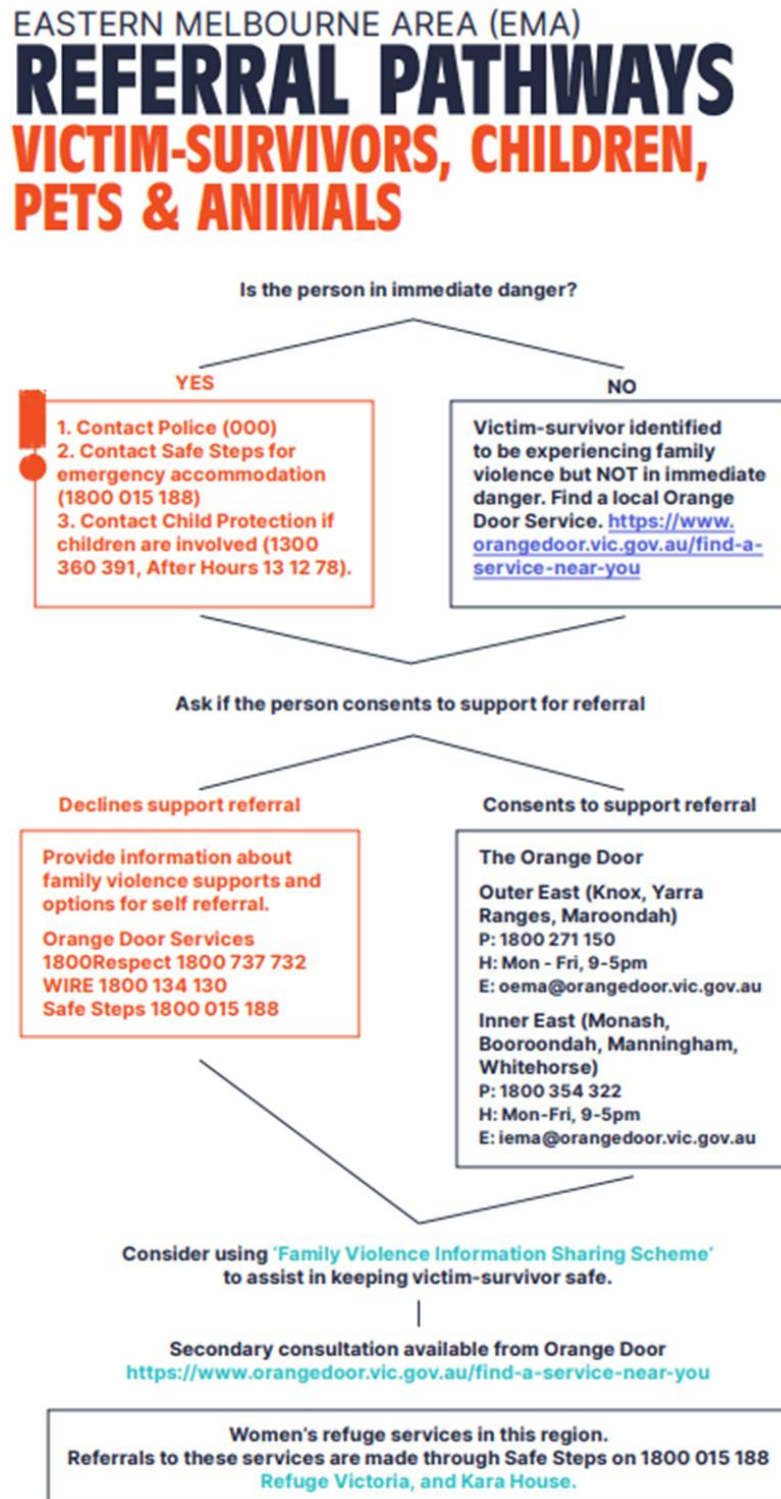 EASTERN MELBOURNE AREA (EMA)
REFERRAL PATHWAYS
VICTIM-SURVIVORS, CHILDREN,
PETS & ANIMALS
Is the person in immediate danger?
YES
1. Contact Police (000)
2. Contact Safe Steps for
emergency accommodation
(1800 015 188)
3. Contact Child Protection if
children are involved (1300
360 391, After Hours 13 12 78).
NO
Victim-survivor identified
to be experiencing family
violence but NOT in immediate
danger. Find a local Orange
Door Service. https://www.
orangedoor.vic.gov.au/find-a-
service-near-you
Ask if the person consents to support for referral
Declines support referral
Provide information about
family violence supports and
options for self referral.
Orange Door Services
1800Respect 1800 737 732
WIRE 1800 134 130
Safe Steps 1800 015 188
Consents to support referral
The Orange Door
Outer East (Knox, Yarra
Ranges, Maroondah)
P: 1800 271 150
H: Mon - Fri, 9-5pm
E: oema@orangedoor.vic.gov.au
Inner East (Monash,
Booroondah, Manningham,
Whitehorse)
P: 1800 354 322
H: Mon-Fri, 9-5pm
E: iema@orangedoor.vic.gov.au
Consider using 'Family Violence Information Sharing Scheme'
to assist in keeping victim-survivor safe.
Secondary consultation available from Orange Door
https://www.orangedoor.vic.gov.au/find-a-service-near-you
Women's refuge services in this region.
Referrals to these services are made through Safe Steps on 1800 015 188
Refuge Victoria, and Kara House.